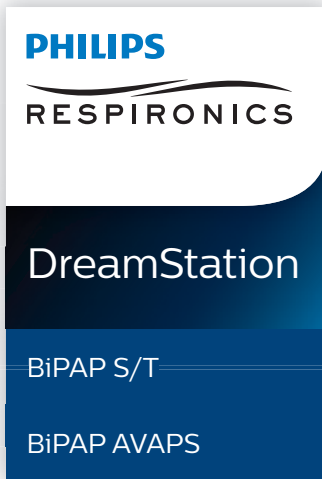 PHILIPS
RESPIRONICS
DreamStation
BiPAP S/T
BiPAP AVAPS